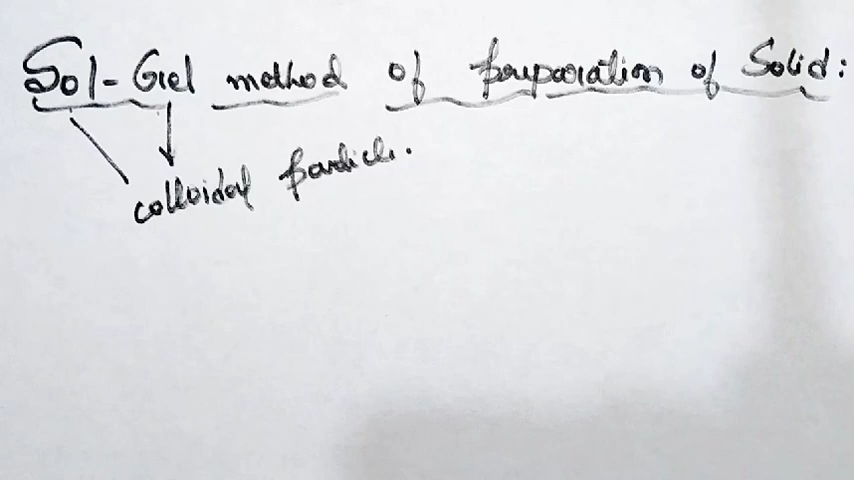 Sol-Gel method of preparation of Solid:
colloidal particle.